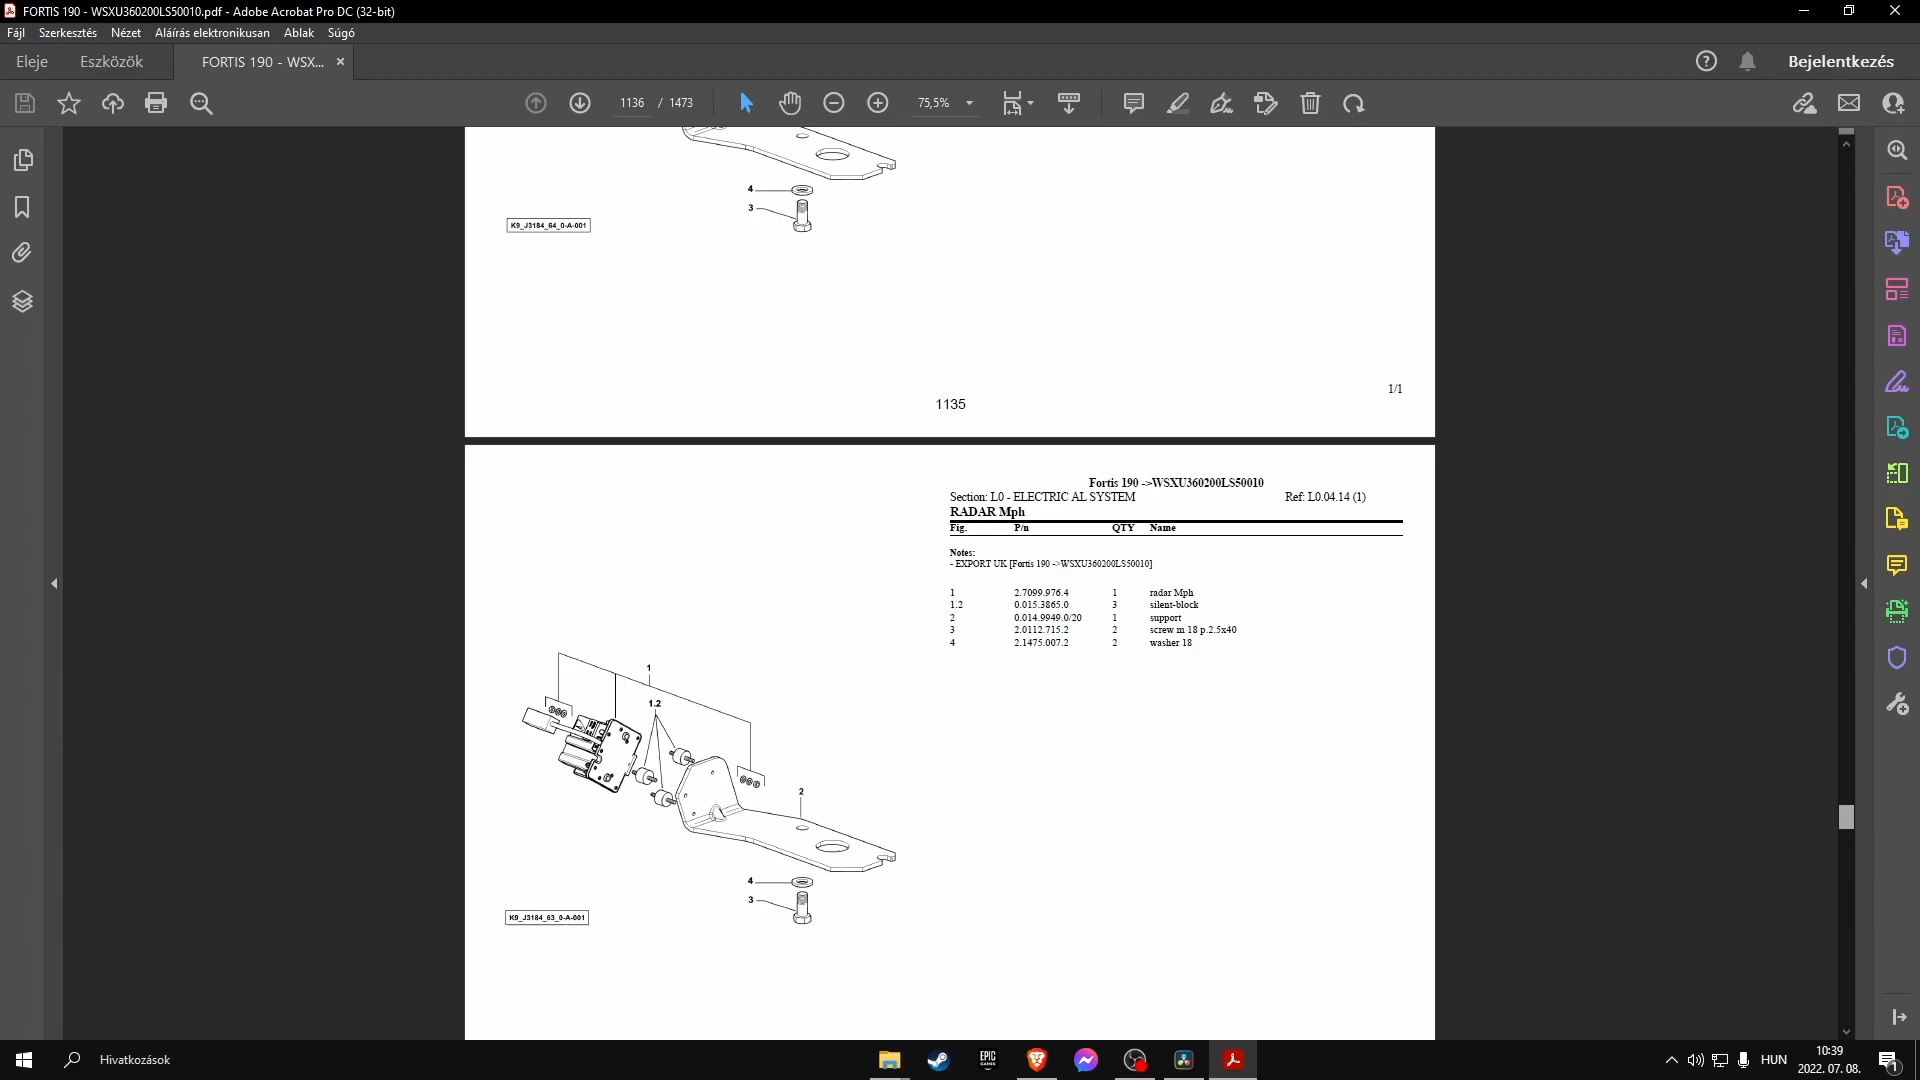 FORTIS 190 - WSXU360200LS50010.pdf - Adobe Acrobat Pro DC (32-bit)
Fájl Szerkesztés Nézet Aláírás elektronikusan Ablak Súgó
Eleje Eszközök FORTIS 190 - WSX... × Bejelentkezés
1136 / 1473 75,5%
4
3
K9_J3184_64_0-A-001
1/1
1135
Fortis 190 ->WSXU360200LS50010
Section: L0 - ELECTRIC AL SYSTEM Ref: L0.04.14 (1)
RADAR Mph
Fig. P/n QTY Name
Notes:
- EXPORT UK [Fortis 190 ->WSXU360200LS50010]
1 2.7099.976.4 1 radar Mph
1.2 0.015.3865.0 3 silent-block
2 0.014.9949.0/20 1 support
3 2.0112.715.2 2 screw m 18 p.2.5x40
4 2.1475.007.2 2 washer 18
1
1.2
2
4
3
K9_J3184_63_0-A-001
Hivatkozások
EPIC GAMES
HUN
10:39
2022. 07. 08.
1